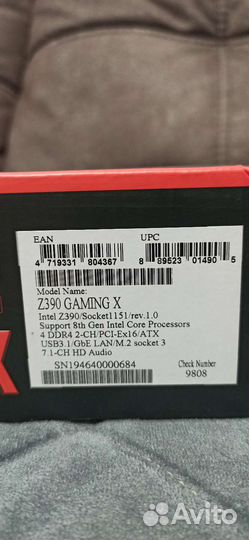 EAN UPC
4 719331 804367 8 89523 01490 5
Model Name:
Z390 GAMING X
Intel Z390/Socket1151/rev.1.0
Support 8th Gen Intel Core Processors
4 DDR4 2-CH/PCI-Ex16/ATX
USB3.1/GbE LAN/M.2 socket 3
7.1-CH HD Audio
SN194640000684
Check Number
9808
X
Avito